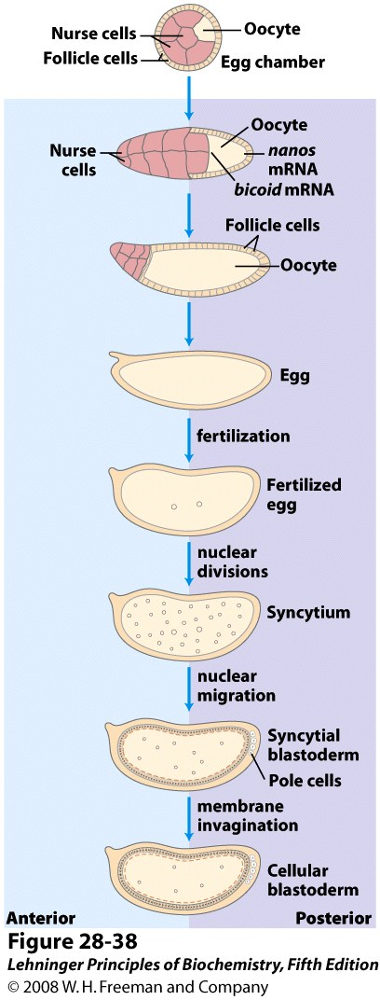 Nurse cells
Oocyte
Follicle cells
Egg chamber
Oocyte
Nurse
cells
nanos
mRNA
bicoid mRNA
Follicle cells
Oocyte
Egg
fertilization
Fertilized
egg
nuclear
divisions
Syncytium
nuclear
migration
Syncytial
blastoderm
Pole cells
membrane
invagination
Cellular
blastoderm
Anterior
Posterior
Figure 28-38
Lehninger Principles of Biochemistry, Fifth Edition
© 2008 W. H. Freeman and Company